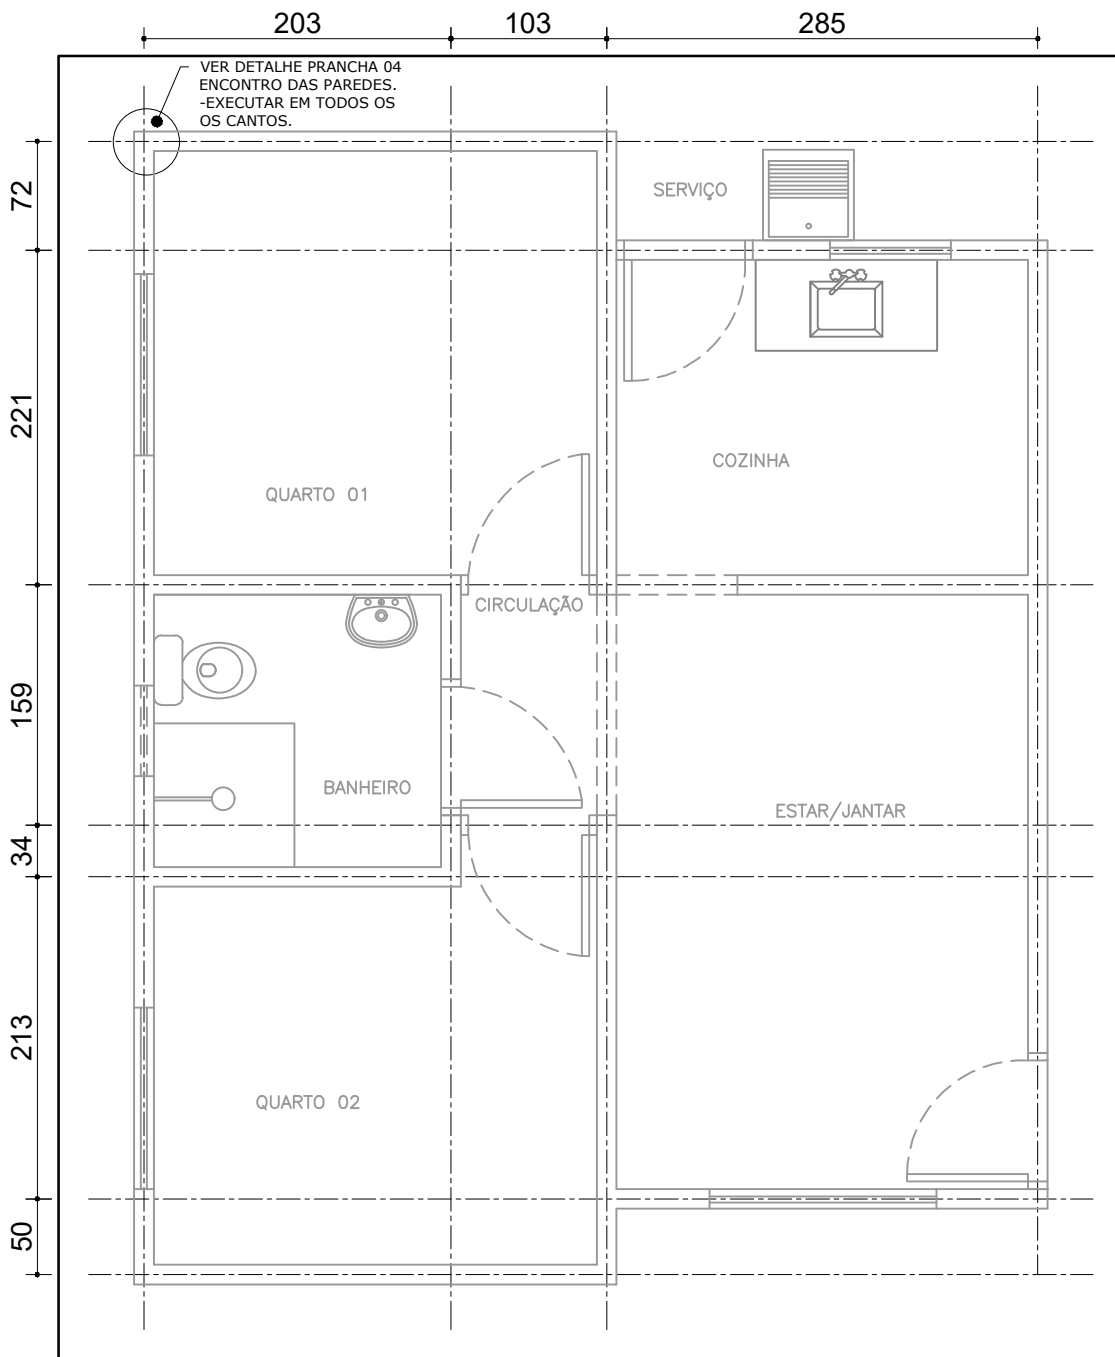 203
103
285
VER DETALHE PRANCHA 04
ENCONTRO DAS PAREDES.
-EXECUTAR EM TODOS OS
OS CANTOS.
72
SERVIÇO
221
COZINHA
QUARTO 01
CIRCULAÇÃO
159
BANHEIRO
ESTAR/JANTAR
34
213
QUARTO 02
50